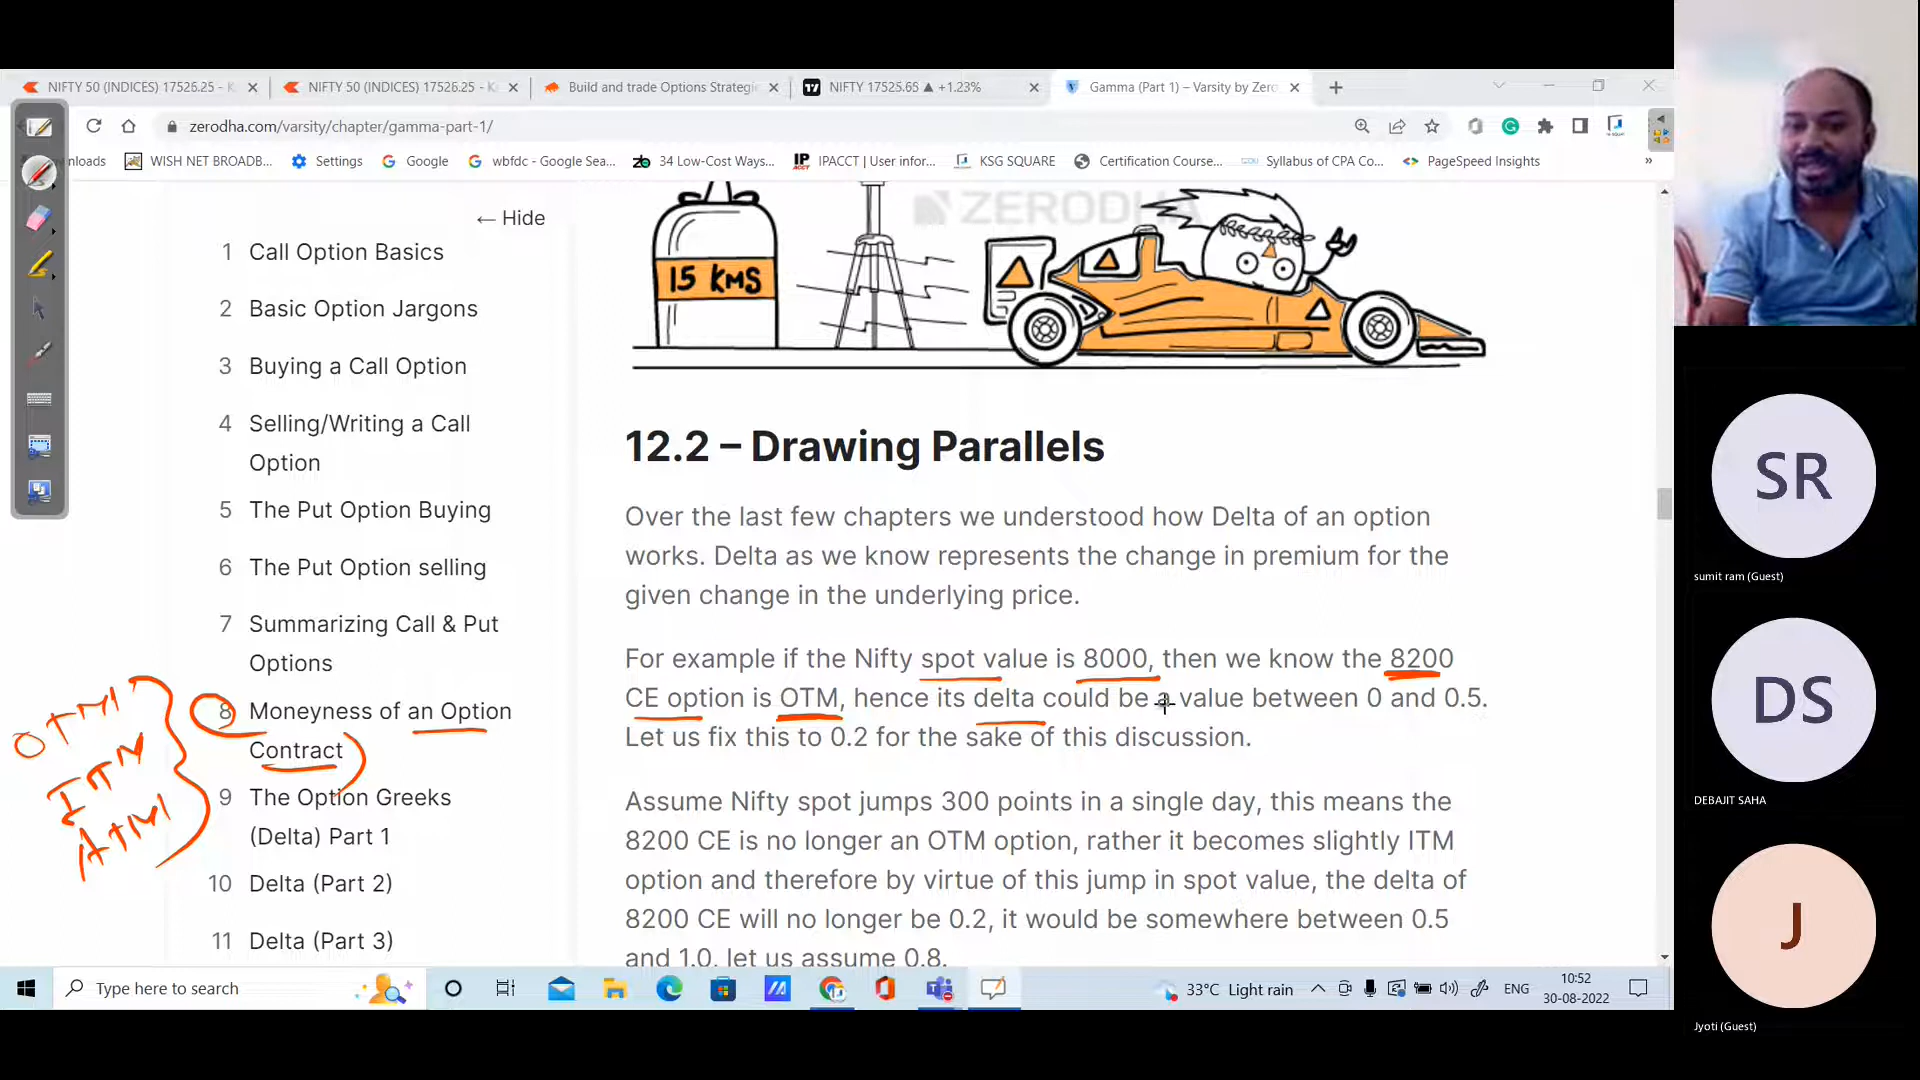 NIFTY 50 (INDICES) 17526.25 - K
NIFTY 50 (INDICES) 17526.25 - K
Build and trade Options Strategi
NIFTY 17525.65 ▲ +1.23%
Gamma (Part 1) – Varsity by Zero
zerodha.com/varsity/chapter/gamma-part-1/
wnloads
WISH NET BROADB...
Settings
Google
wbfdc - Google Sea...
34 Low-Cost Ways...
IPACCT | User infor...
KSG SQUARE
Certification Course...
Syllabus of CPA Co...
PageSpeed Insights
»
← Hide
1 Call Option Basics
2 Basic Option Jargons
3 Buying a Call Option
4 Selling/Writing a Call
Option
5 The Put Option Buying
6 The Put Option selling
7 Summarizing Call & Put
Options
8 Moneyness of an Option
Contract
9 The Option Greeks
(Delta) Part 1
10 Delta (Part 2)
11 Delta (Part 3)
OTM
ITM
ATM
ZERODHA
15 KMS
12.2 – Drawing Parallels
Over the last few chapters we understood how Delta of an option
works. Delta as we know represents the change in premium for the
given change in the underlying price.
For example if the Nifty spot value is 8000, then we know the 8200
CE option is OTM, hence its delta could be a value between 0 and 0.5.
Let us fix this to 0.2 for the sake of this discussion.
Assume Nifty spot jumps 300 points in a single day, this means the
8200 CE is no longer an OTM option, rather it becomes slightly ITM
option and therefore by virtue of this jump in spot value, the delta of
8200 CE will no longer be 0.2, it would be somewhere between 0.5
and 1.0, let us assume 0.8.
Type here to search
33°C Light rain
ENG
10:52
30-08-2022
SR
sumit ram (Guest)
DS
DEBAJIT SAHA
J
Jyoti (Guest)